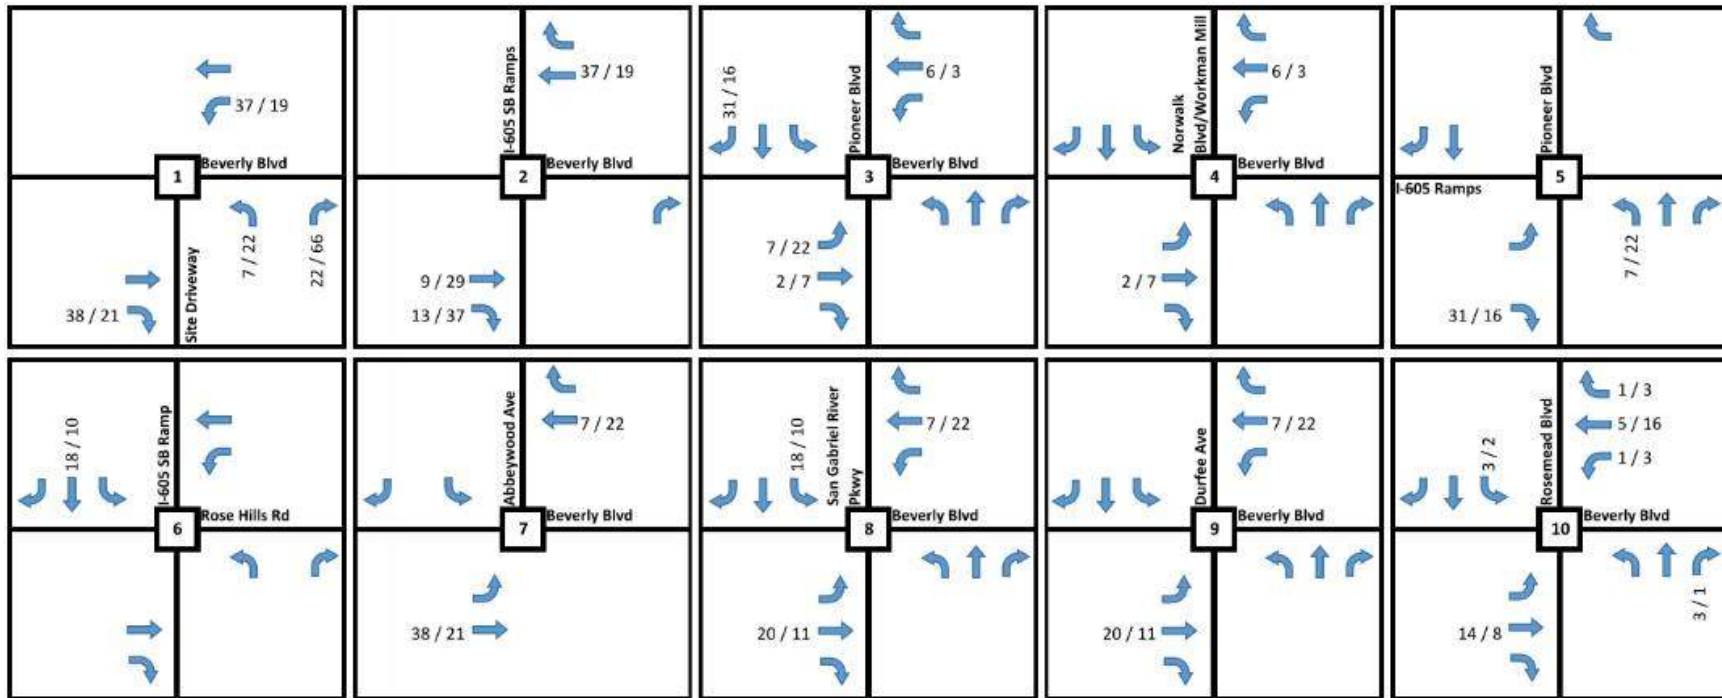 37 / 19
Beverly Blvd
1
7 / 22
22 / 66
38 / 21
Site Driveway
I-605 SB Ramps
37 / 19
Beverly Blvd
2
9 / 29
13 / 37
31 / 16
Pioneer Blvd
6 / 3
Beverly Blvd
3
7 / 22
2 / 7
Norwalk
Blvd/Workman Mill
6 / 3
Beverly Blvd
4
2 / 7
Pioneer Blvd
I-605 Ramps
5
7 / 22
31 / 16
18 / 10
I-605 SB Ramp
Rose Hills Rd
6
Abbeywood Ave
7 / 22
Beverly Blvd
7
38 / 21
18 / 10
San Gabriel River
Pkwy
7 / 22
Beverly Blvd
8
20 / 11
Durfee Ave
7 / 22
Beverly Blvd
9
20 / 11
3 / 2
Rosemead Blvd
1 / 3
5 / 16
1 / 3
Beverly Blvd
10
14 / 8
3 / 1